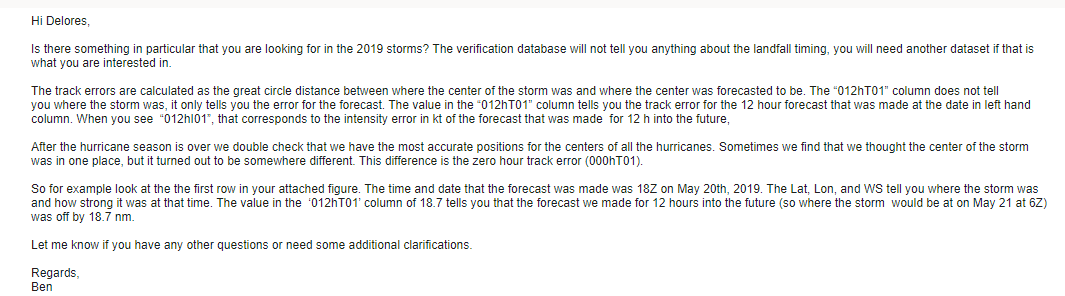 Hi Delores,
Is there something in particular that you are looking for in the 2019 storms? The verification database will not tell you anything about the landfall timing, you will need another dataset if that is
what you are interested in.
The track errors are calculated as the great circle distance between where the center of the storm was and where the center was forecasted to be. The “012hT01” column does not tell
you where the storm was, it only tells you the error for the forecast. The value in the “012hT01” column tells you the track error for the 12 hour forecast that was made at the date in left hand
column. When you see “012hI01”, that corresponds to the intensity error in kt of the forecast that was made for 12 h into the future,
After the hurricane season is over we double check that we have the most accurate positions for the centers of all the hurricanes. Sometimes we find that we thought the center of the storm
was in one place, but it turned out to be somewhere different. This difference is the zero hour track error (000hT01).
So for example look at the the first row in your attached figure. The time and date that the forecast was made was 18Z on May 20th, 2019. The Lat, Lon, and WS tell you where the storm was
and how strong it was at that time. The value in the ‘012hT01’ column of 18.7 tells you that the forecast we made for 12 hours into the future (so where the storm would be at on May 21 at 6Z)
was off by 18.7 nm.
Let me know if you have any other questions or need some additional clarifications.
Regards,
Ben